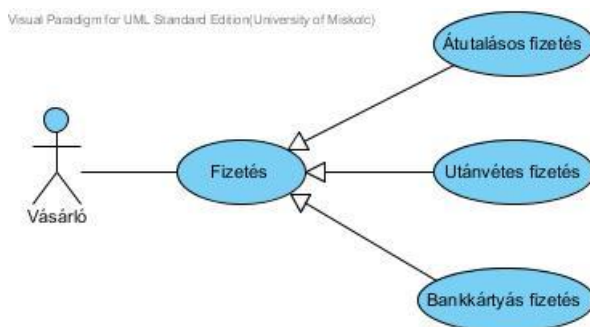 Visual Paradigm for UML Standard Edition(University of Miskolc)
Átutalásos fizetés
Fizetés
Utánvétes fizetés
Vásárló
Bankkártyás fizetés